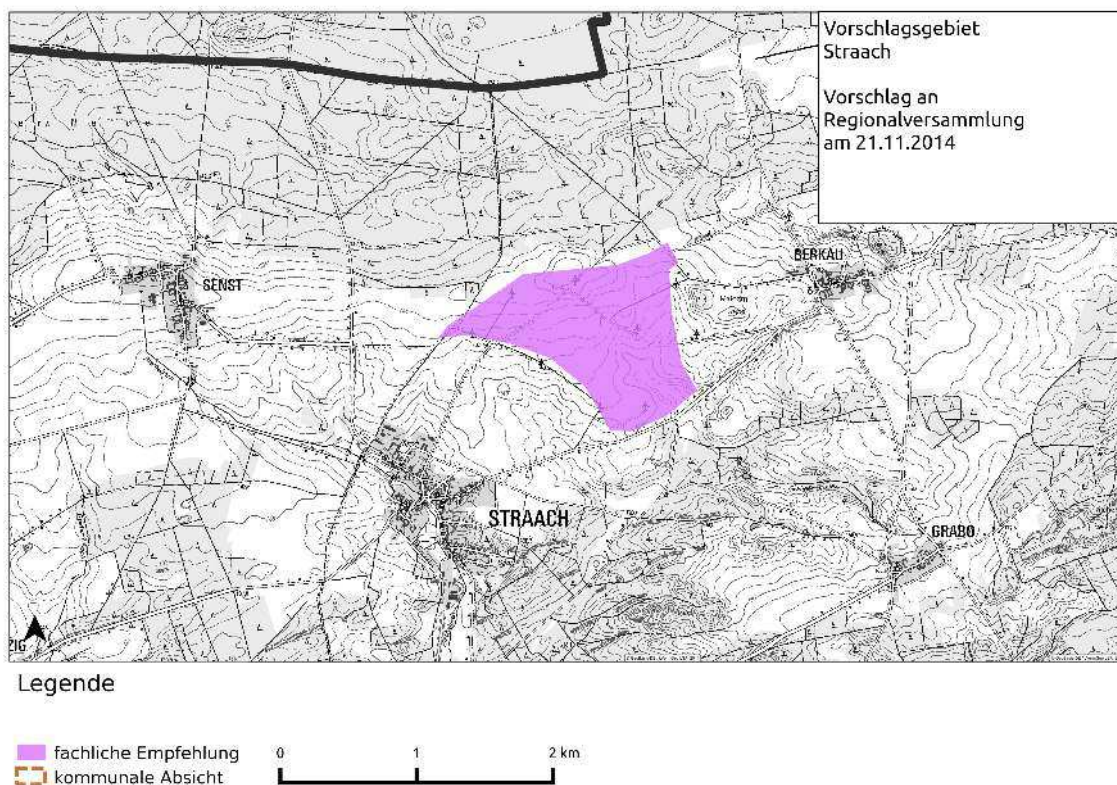 Vorschlagsgebiet
Straach
Vorschlag an
Regionalversammlung
am 21.11.2014
BERKAU
SENST
STRAACH
GRABO
ZIG
Legende
fachliche Empfehlung
kommunale Absicht
0 1 2 km